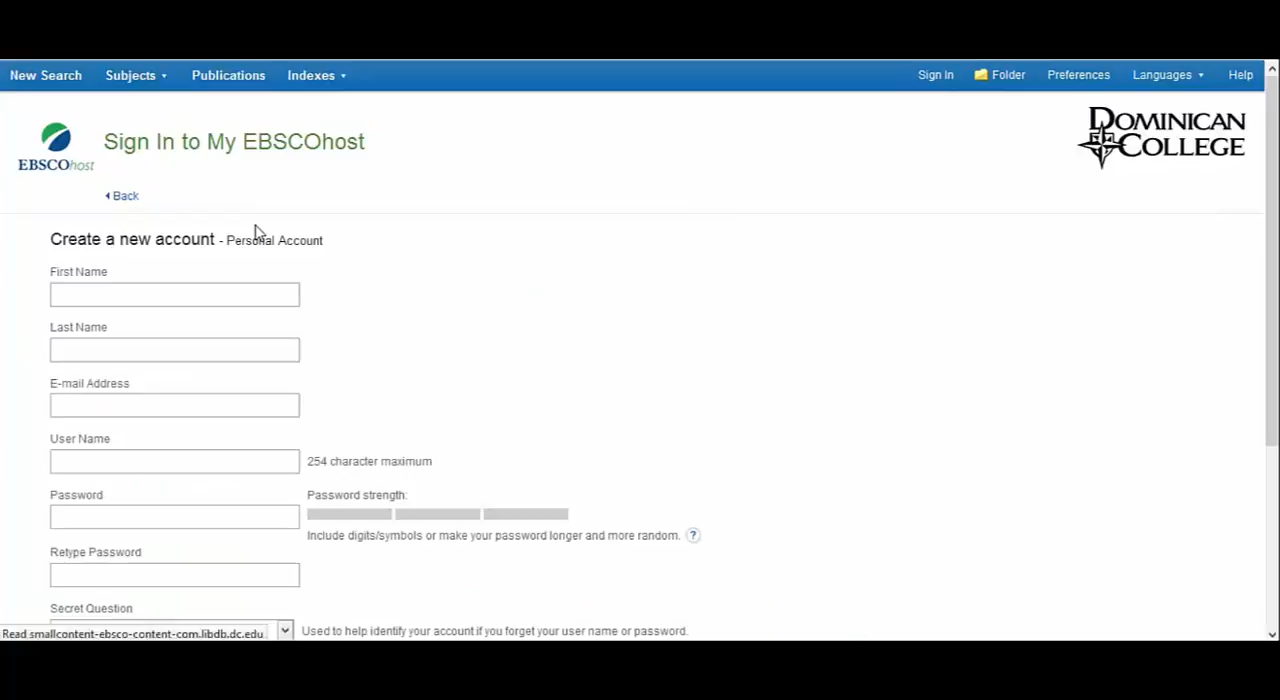 New Search Subjects Publications Indexes Sign In Folder Preferences Languages Help
EBSCOhost
Sign In to My EBSCOhost
DOMINICAN
COLLEGE
Back
Create a new account - Personal Account
First Name
Last Name
E-mail Address
User Name
254 character maximum
Password
Password strength:
Include digits/symbols or make your password longer and more random. ?
Retype Password
Secret Question
Used to help identify your account if you forget your user name or password.
Read smallcontent-ebsco-content-com.libdb.dc.edu